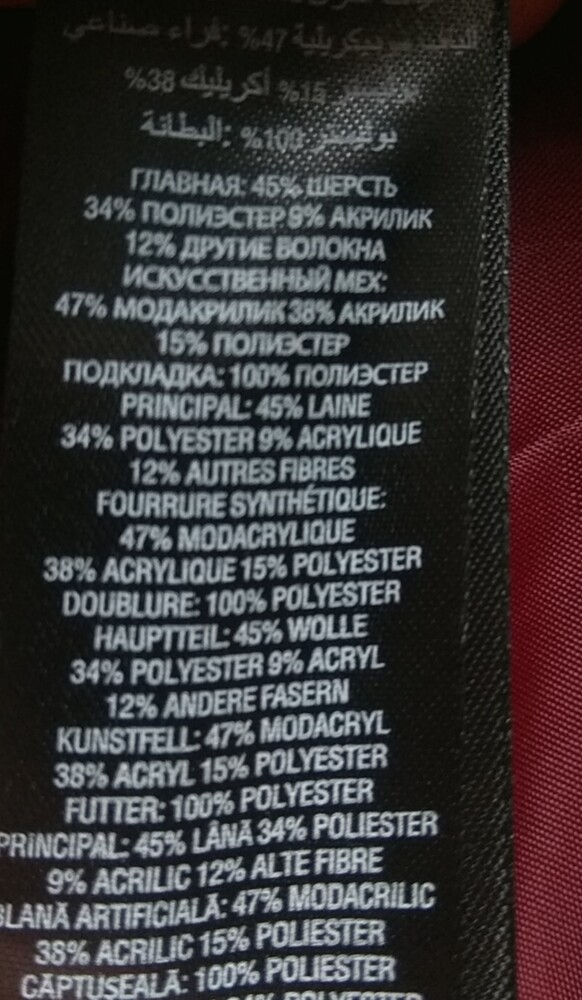 %47 :فراء صناعي
%15 أكريليك %38
بوليستر %100 :البطانة
ГЛАВНАЯ: 45% ШЕРСТЬ
34% ПОЛИЭСТЕР 9% АКРИЛИК
12% ДРУГИЕ ВОЛОКНА
ИСКУССТВЕННЫЙ МЕХ:
47% МОДАКРИЛИК 38% АКРИЛИК
15% ПОЛИЭСТЕР
ПОДКЛАДКА: 100% ПОЛИЭСТЕР
PRINCIPAL: 45% LAINE
34% POLYESTER 9% ACRYLIQUE
12% AUTRES FIBRES
FOURRURE SYNTHÉTIQUE:
47% MODACRYLIQUE
38% ACRYLIQUE 15% POLYESTER
DOUBLURE: 100% POLYESTER
HAUPTTEIL: 45% WOLLE
34% POLYESTER 9% ACRYL
12% ANDERE FASERN
KUNSTFELL: 47% MODACRYL
38% ACRYL 15% POLYESTER
FUTTER: 100% POLYESTER
PRINCIPAL: 45% LÂNĂ 34% POLIESTER
9% ACRILIC 12% ALTE FIBRE
BLANĂ ARTIFICIALĂ: 47% MODACRILIC
38% ACRILIC 15% POLIESTER
CĂPTUȘEALĂ: 100% POLIESTER